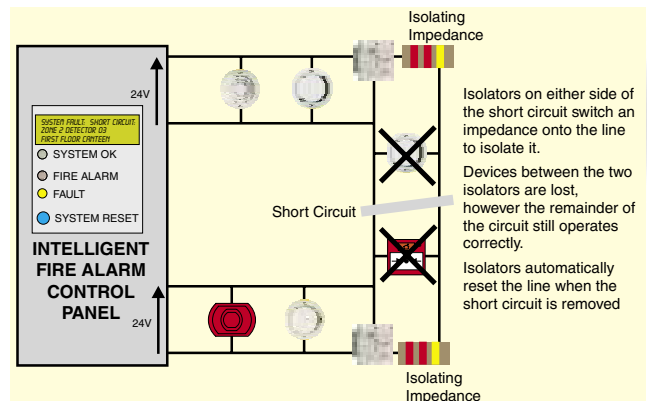 Isolating
Impedance
24V
SYSTEM FAULT: SHORT CIRCUIT:
ZONE 2 DETECTOR 03
FIRST FLOOR CANTEEN
SYSTEM OK
FIRE ALARM
FAULT
SYSTEM RESET
INTELLIGENT
FIRE ALARM
CONTROL
PANEL
24V
Short Circuit
Isolators on either side of
the short circuit switch an
impedance onto the line
to isolate it.
Devices between the two
isolators are lost,
however the remainder of
the circuit still operates
correctly.
Isolators automatically
reset the line when the
short circuit is removed
Isolating
Impedance